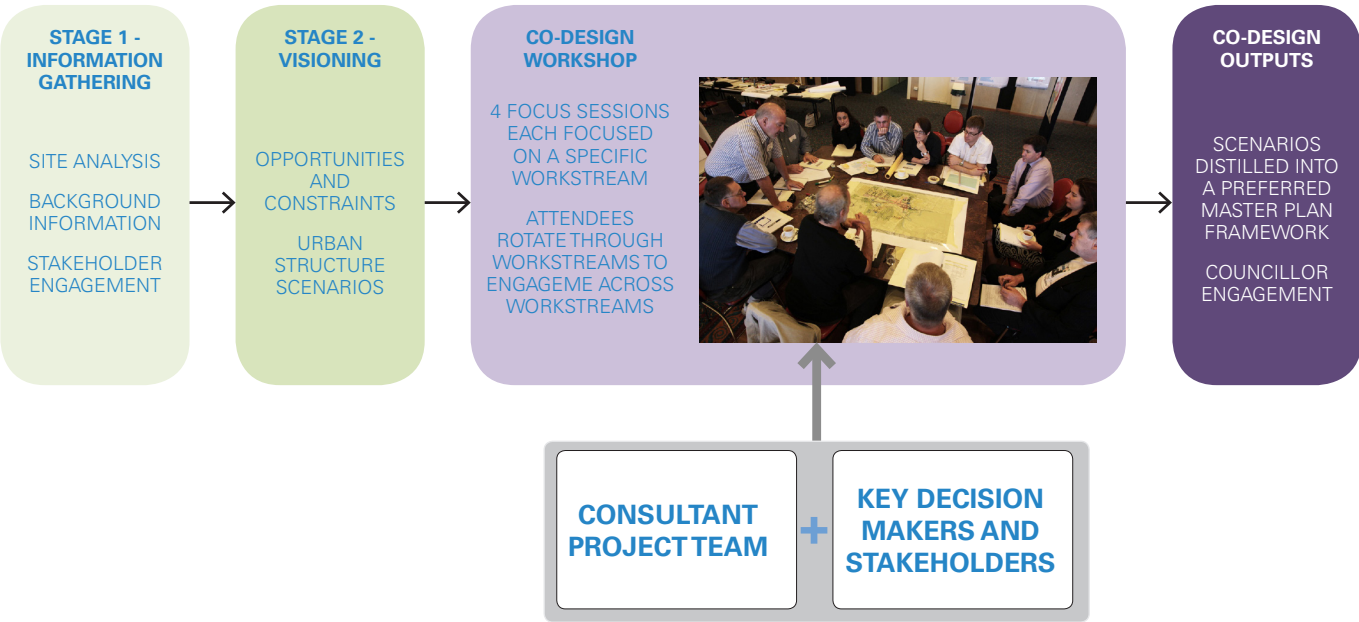 STAGE 1 -
INFORMATION
GATHERING
SITE ANALYSIS
BACKGROUND
INFORMATION
STAKEHOLDER
ENGAGEMENT
STAGE 2 -
VISIONING
OPPORTUNITIES
AND
CONSTRAINTS
URBAN
STRUCTURE
SCENARIOS
CO-DESIGN
WORKSHOP
4 FOCUS SESSIONS
EACH FOCUSED
ON A SPECIFIC
WORKSTREAM
ATTENDEES
ROTATE THROUGH
WORKSTREAMS TO
ENGAGEME ACROSS
WORKSTREAMS
CO-DESIGN
OUTPUTS
SCENARIOS
DISTILLED INTO
A PREFERRED
MASTER PLAN
FRAMEWORK
COUNCILLOR
ENGAGEMENT
CONSULTANT
PROJECT TEAM
+
KEY DECISION
MAKERS AND
STAKEHOLDERS